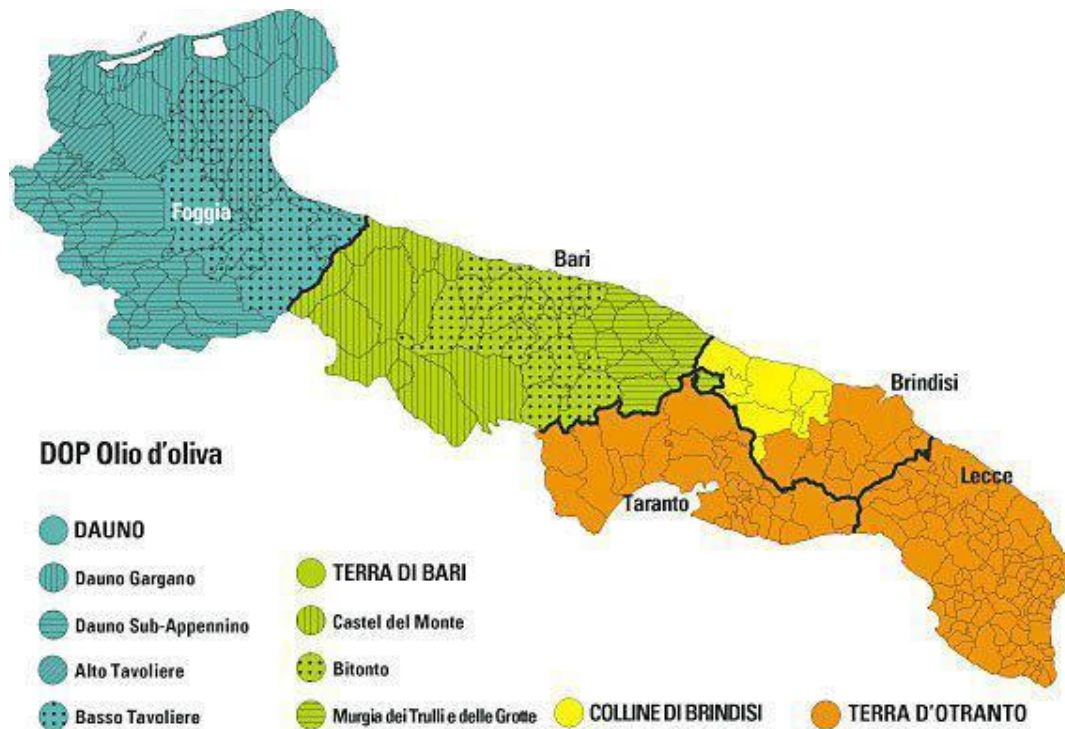 Foggia
Bari
Brindisi
Lecce
Taranto
DOP Olio d'oliva
DAUNO
Dauno Gargano
Dauno Sub-Appennino
Alto Tavoliere
Basso Tavoliere
TERRA DI BARI
Castel del Monte
Bitonto
Murgia dei Trulli e delle Grotte
COLLINE DI BRINDISI
TERRA D'OTRANTO